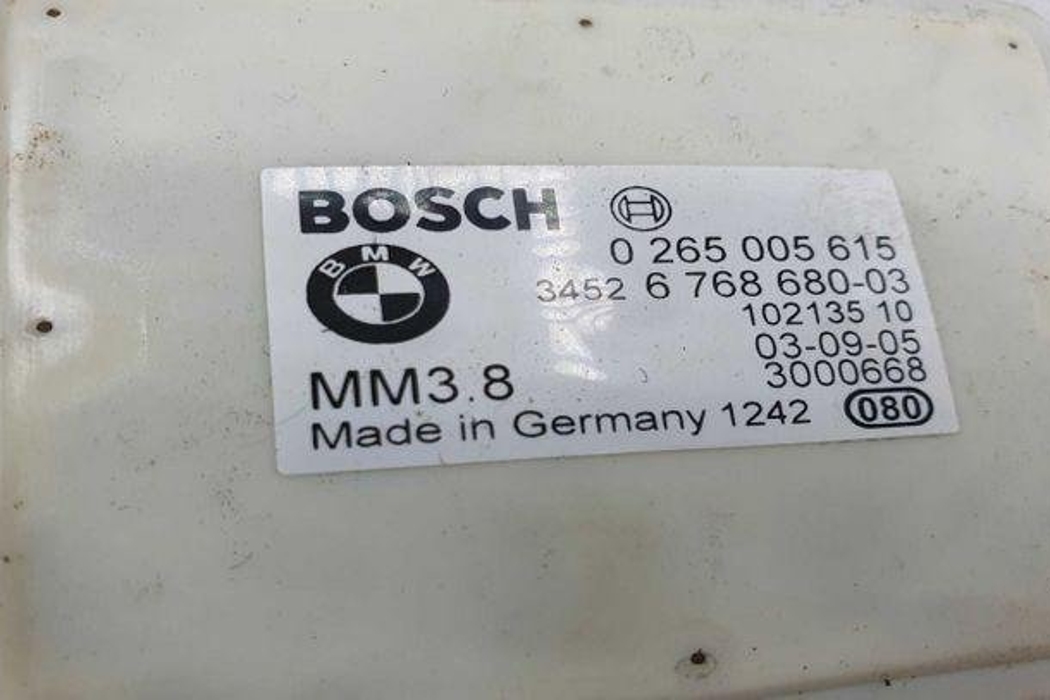 BOSCH
0 265 005 615
BMW
3452 6 768 680-03
102135 10
03-09-05
3000668
MM3.8
Made in Germany 1242 080